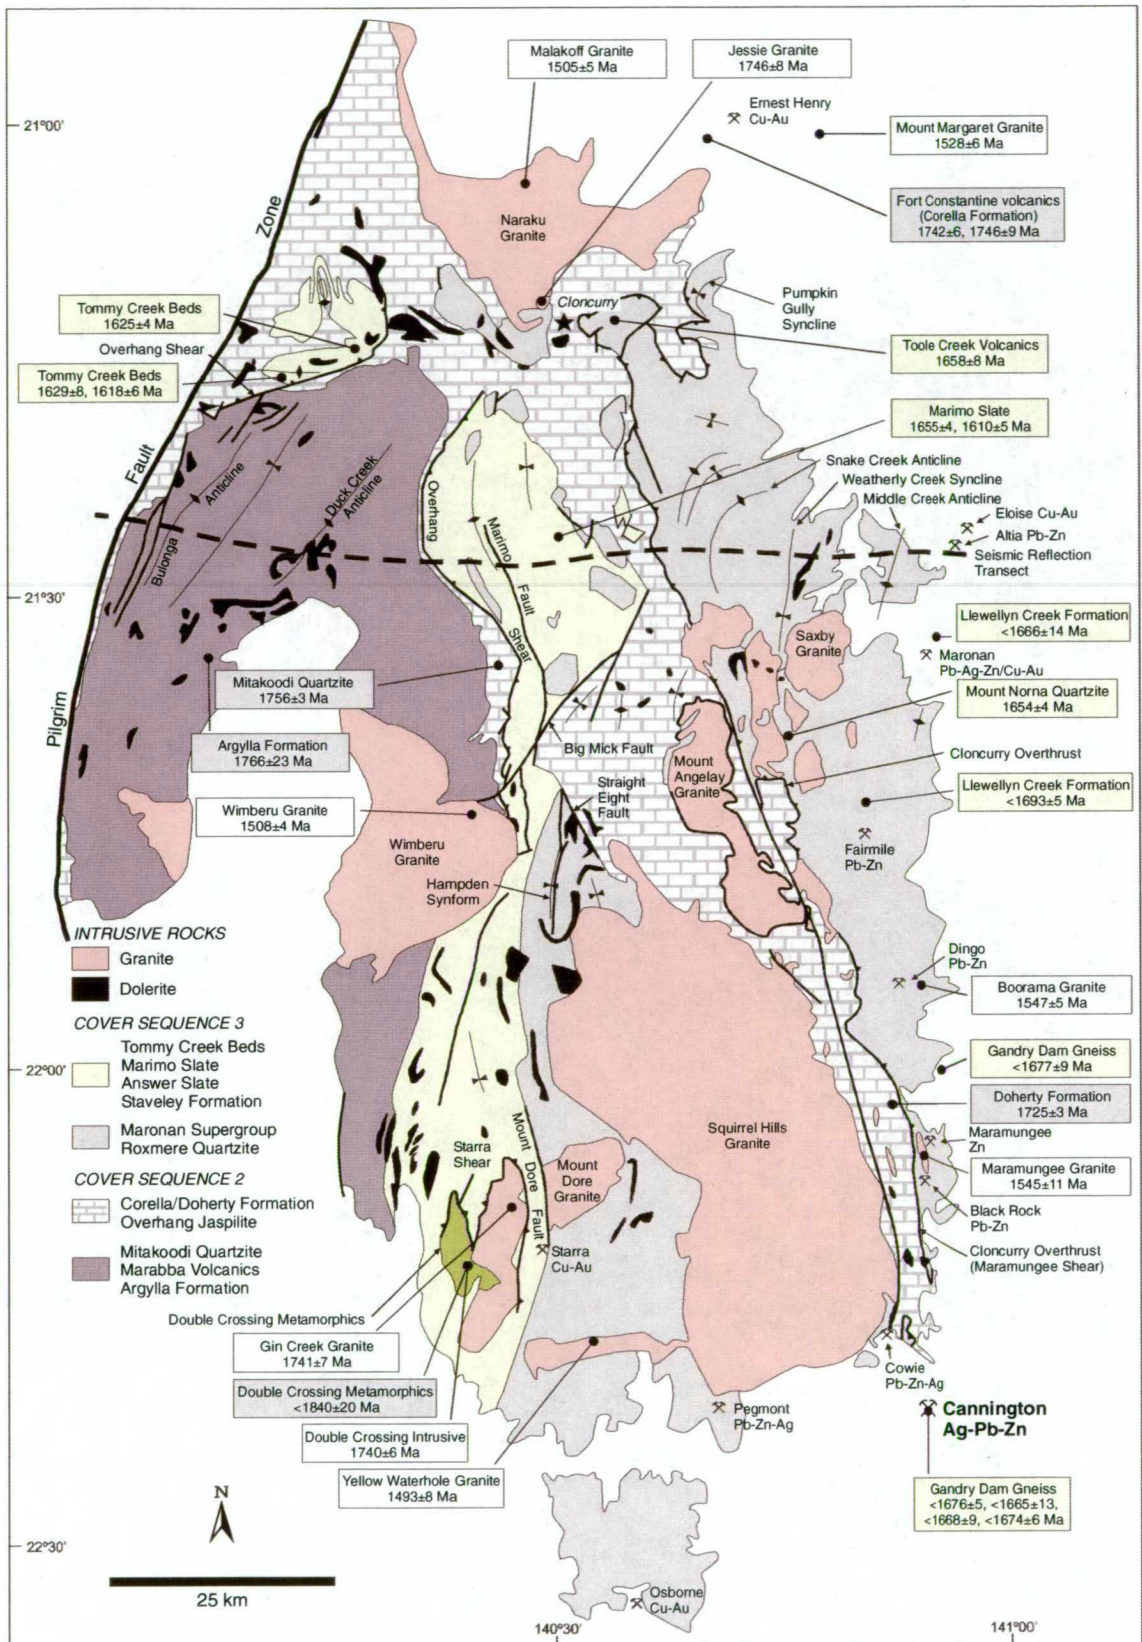 Malakoff Granite
1505±5 Ma
Jessie Granite
1746±8 Ma
Ernest Henry
Cu-Au
21°00'
Mount Margaret Granite
1528±6 Ma
Fort Constantine volcanics
(Corella Formation)
1742±6, 1746±9 Ma
Zone
Naraku
Granite
Cloncurry
Pumpkin
Gully
Syncline
Tommy Creek Beds
1625±4 Ma
Overhang Shear
Tommy Creek Beds
1629±8, 1618±6 Ma
Toole Creek Volcanics
1658±8 Ma
Marimo Slate
1655±4, 1610±5 Ma
Fault
Anticline
Duck Creek
Anticline
Overhang
Marimo
Snake Creek Anticline
Weatherly Creek Syncline
Middle Creek Anticline
Eloise Cu-Au
Altia Pb-Zn
Seismic Reflection
Transect
Bulonga
Fault
21°30'
Shear
Saxby
Granite
Llewellyn Creek Formation
<1666±14 Ma
Maronan
Pb-Ag-Zn/Cu-Au
Mitakoodi Quartzite
1756±3 Ma
Mount Norna Quartzite
1654±4 Ma
Pilgrim
Argylla Formation
1766±23 Ma
Big Mick Fault
Mount
Angelay
Granite
Cloncurry Overthrust
Straight
Eight
Fault
Llewellyn Creek Formation
<1693±5 Ma
Wimberu Granite
1508±4 Ma
Wimberu
Granite
Fairmile
Pb-Zn
Hampden
Synform
INTRUSIVE ROCKS
Granite
Dolerite
Dingo
Pb-Zn
Boorama Granite
1547±5 Ma
COVER SEQUENCE 3
Tommy Creek Beds
Marimo Slate
Answer Slate
Staveley Formation
Maronan Supergroup
Roxmere Quartzite
22°00'
Gandry Dam Gneiss
<1677±9 Ma
Doherty Formation
1725±3 Ma
Squirrel Hills
Granite
Mount Dore Fault
Starra
Shear
Mount
Dore
Granite
Maramungee
Zn
Maramungee Granite
1545±11 Ma
COVER SEQUENCE 2
Corella/Doherty Formation
Overhang Jaspilite
Mitakoodi Quartzite
Marabba Volcanics
Argylla Formation
Black Rock
Pb-Zn
Starra
Cu-Au
Cloncurry Overthrust
(Maramungee Shear)
Double Crossing Metamorphics
Gin Creek Granite
1741±7 Ma
Double Crossing Metamorphics
<1840±20 Ma
Double Crossing Intrusive
1740±6 Ma
Yellow Waterhole Granite
1493±8 Ma
Cowie
Pb-Zn-Ag
Pegmont
Pb-Zn-Ag
Cannington
Ag-Pb-Zn
Gandry Dam Gneiss
<1676±5, <1665±13,
<1668±9, <1674±6 Ma
N
22°30'
25 km
Osborne
Cu-Au
140°30'
141°00'